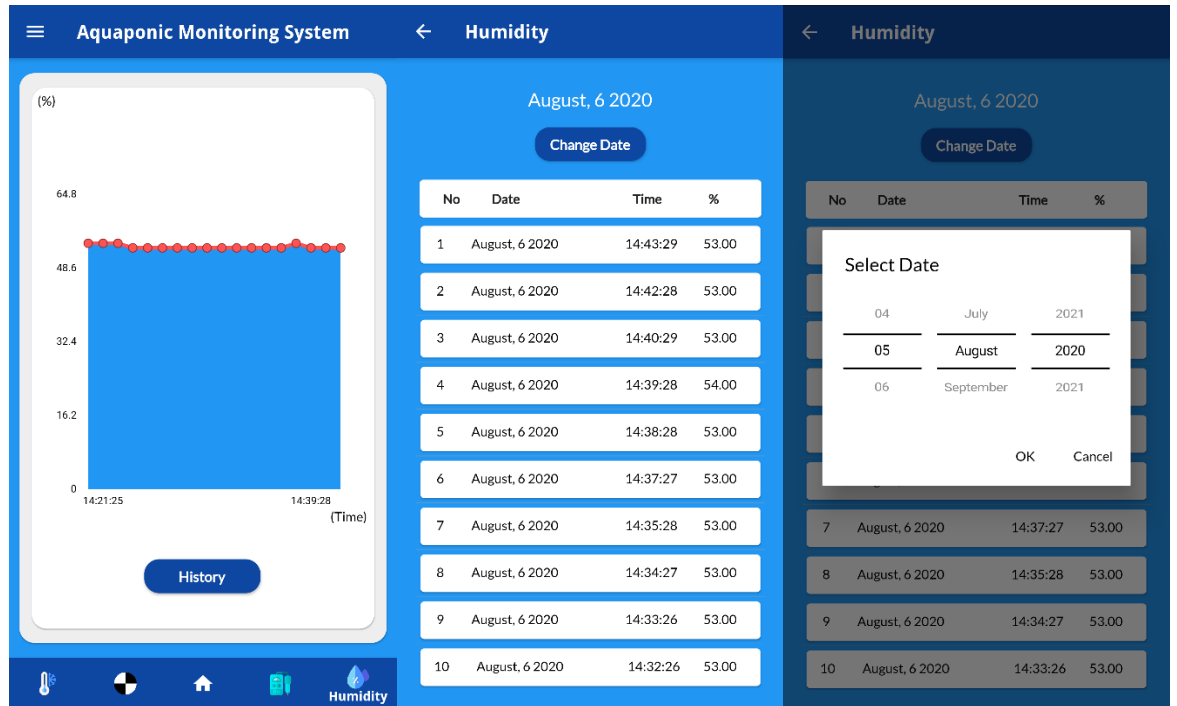 Aquaponic Monitoring System
(%)
64.8
48.6
32.4
16.2
0
14:21:25 14:39:28
(Time)
History
Humidity
Humidity
August, 6 2020
Change Date
No Date Time %
1 August, 6 2020 14:43:29 53.00
2 August, 6 2020 14:42:28 53.00
3 August, 6 2020 14:40:29 53.00
4 August, 6 2020 14:39:28 54.00
5 August, 6 2020 14:38:28 53.00
6 August, 6 2020 14:37:27 53.00
7 August, 6 2020 14:35:28 53.00
8 August, 6 2020 14:34:27 53.00
9 August, 6 2020 14:33:26 53.00
10 August, 6 2020 14:32:26 53.00
Humidity
August, 6 2020
Change Date
No Date Time %
Select Date
04 July 2021
05 August 2020
06 September 2021
OK Cancel
7 August, 6 2020 14:37:27 53.00
8 August, 6 2020 14:35:28 53.00
9 August, 6 2020 14:34:27 53.00
10 August, 6 2020 14:33:26 53.00